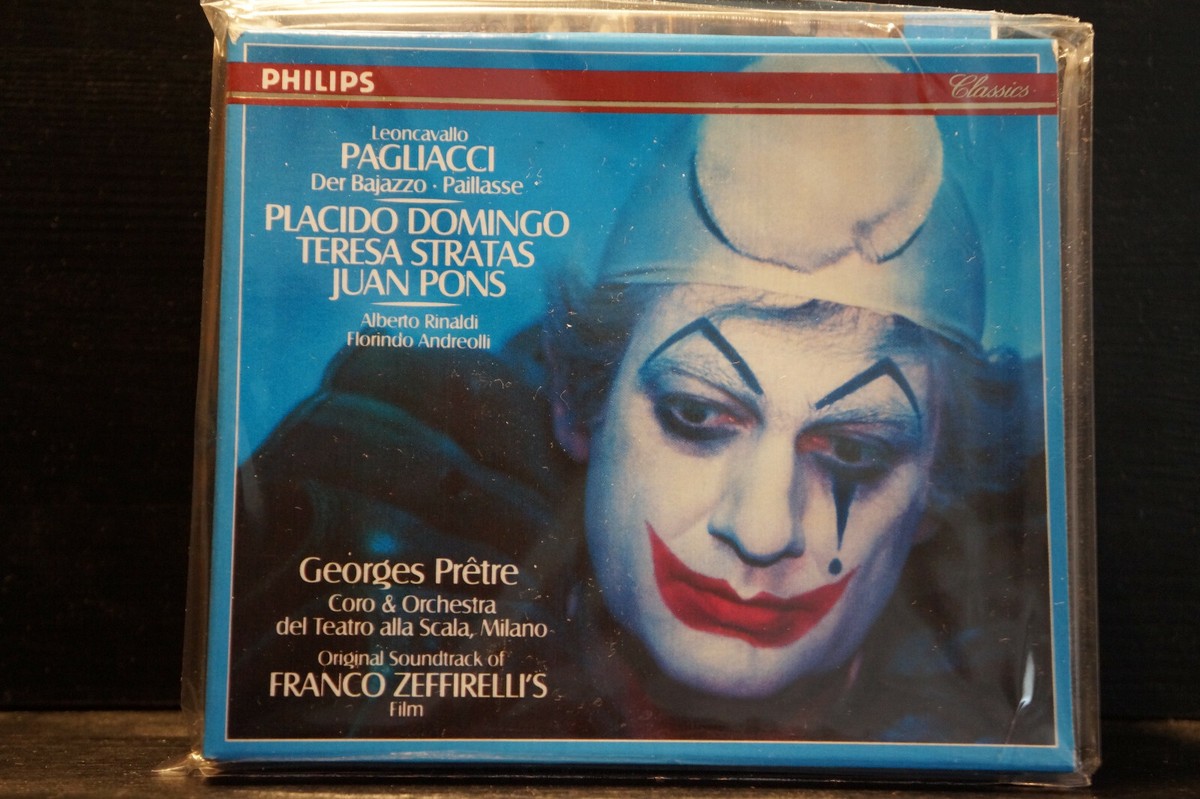 PHILIPS
Classics
Leoncavallo
PAGLIACCI
Der Bajazzo · Paillasse
PLACIDO DOMINGO
TERESA STRATAS
JUAN PONS
Alberto Rinaldi
Florindo Andreolli
Georges Prêtre
Coro & Orchestra
del Teatro alla Scala, Milano
Original Soundtrack of
FRANCO ZEFFIRELLI'S
Film